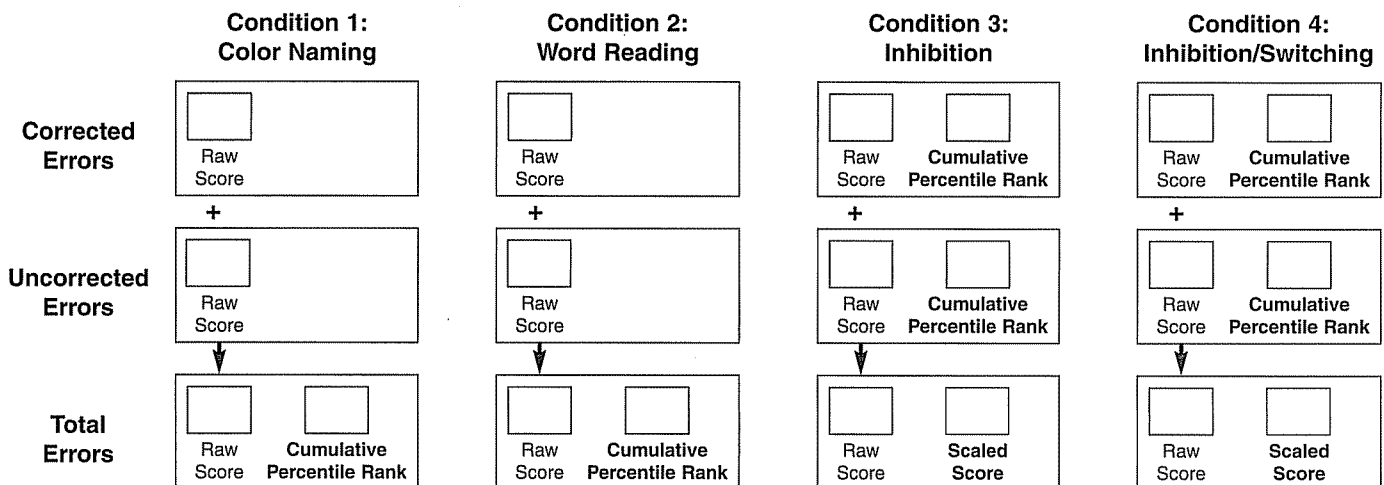 Condition 1:
Color Naming
Condition 2:
Word Reading
Condition 3:
Inhibition
Condition 4:
Inhibition/Switching
Corrected
Errors
Raw
Score
Raw
Score
Raw
Score
Cumulative
Percentile Rank
Raw
Score
Cumulative
Percentile Rank
+
+
+
+
Uncorrected
Errors
Raw
Score
Raw
Score
Raw
Score
Cumulative
Percentile Rank
Raw
Score
Cumulative
Percentile Rank
Total
Errors
Raw
Score
Cumulative
Percentile Rank
Raw
Score
Cumulative
Percentile Rank
Raw
Score
Scaled
Score
Raw
Score
Scaled
Score